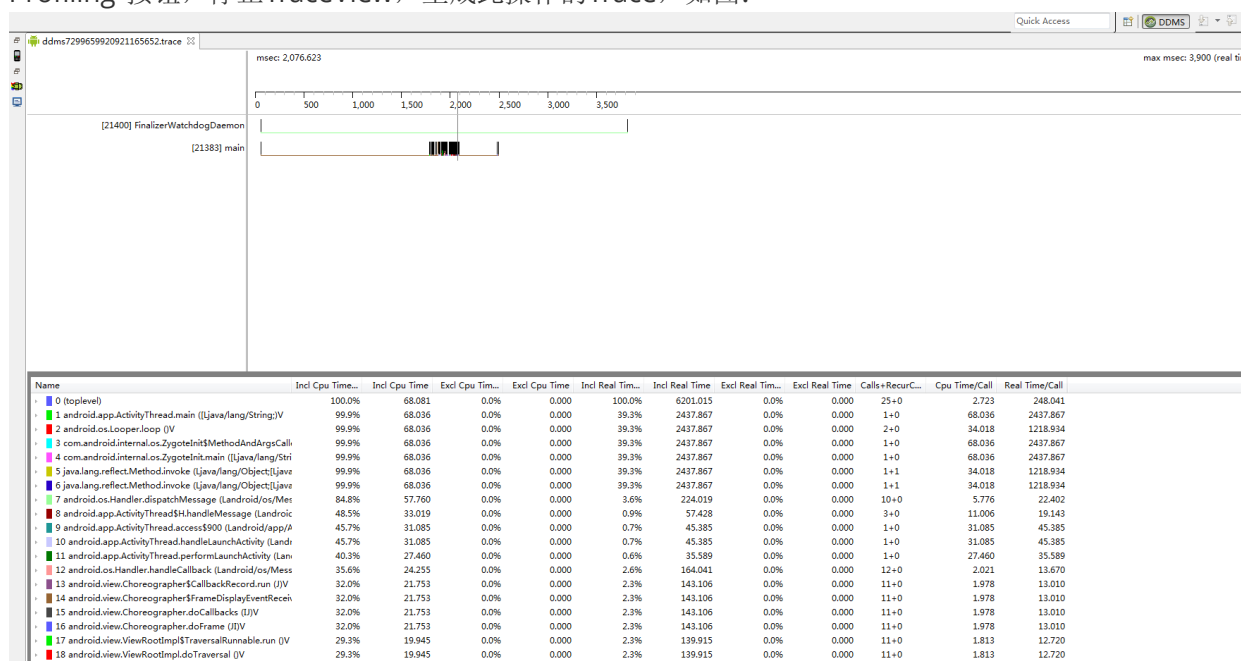 Profiling 按钮，停止TraceView，生成此操作的Trace，如图:
Quick Access
DDMS
ddms7299659920921165652.trace
msec: 2,076.623 max msec: 3,900 (real ti
0 500 1,000 1,500 2,000 2,500 3,000 3,500
[21400] FinalizerWatchdogDaemon
[21383] main
Name Incl Cpu Time... Incl Cpu Time Excl Cpu Tim... Excl Cpu Time Incl Real Tim... Incl Real Time Excl Real Tim... Excl Real Time Calls+RecurC... Cpu Time/Call Real Time/Call
0 (toplevel) 100.0% 68.081 0.0% 0.000 100.0% 6201.015 0.0% 0.000 25+0 2.723 248.041
1 android.app.ActivityThread.main ([Ljava/lang/String;)V 99.9% 68.036 0.0% 0.000 39.3% 2437.867 0.0% 0.000 1+0 68.036 2437.867
2 android.os.Looper.loop ()V 99.9% 68.036 0.0% 0.000 39.3% 2437.867 0.0% 0.000 2+0 34.018 1218.934
3 com.android.internal.os.ZygoteInit$MethodAndArgsCall 99.9% 68.036 0.0% 0.000 39.3% 2437.867 0.0% 0.000 1+0 68.036 2437.867
4 com.android.internal.os.ZygoteInit.main ([Ljava/lang/Stri 99.9% 68.036 0.0% 0.000 39.3% 2437.867 0.0% 0.000 1+0 68.036 2437.867
5 java.lang.reflect.Method.invoke (Ljava/lang/Object;[Ljava 99.9% 68.036 0.0% 0.000 39.3% 2437.867 0.0% 0.000 1+1 34.018 1218.934
6 java.lang.reflect.Method.invoke (Ljava/lang/Object;[Ljava 99.9% 68.036 0.0% 0.000 39.3% 2437.867 0.0% 0.000 1+1 34.018 1218.934
7 android.os.Handler.dispatchMessage (Landroid/os/Mes 84.8% 57.760 0.0% 0.000 3.6% 224.019 0.0% 0.000 10+0 5.776 22.402
8 android.app.ActivityThread$H.handleMessage (Landroic 48.5% 33.019 0.0% 0.000 0.9% 57.428 0.0% 0.000 3+0 11.006 19.143
9 android.app.ActivityThread.access$900 (Landroid/app/A 45.7% 31.085 0.0% 0.000 0.7% 45.385 0.0% 0.000 1+0 31.085 45.385
10 android.app.ActivityThread.handleLaunchActivity (Landr 45.7% 31.085 0.0% 0.000 0.7% 45.385 0.0% 0.000 1+0 31.085 45.385
11 android.app.ActivityThread.performLaunchActivity (Lan 40.3% 27.460 0.0% 0.000 0.6% 35.589 0.0% 0.000 1+0 27.460 35.589
12 android.os.Handler.handleCallback (Landroid/os/Mess 35.6% 24.255 0.0% 0.000 2.6% 164.041 0.0% 0.000 12+0 2.021 13.670
13 android.view.Choreographer$CallbackRecord.run (J)V 32.0% 21.753 0.0% 0.000 2.3% 143.106 0.0% 0.000 11+0 1.978 13.010
14 android.view.Choreographer$FrameDisplayEventReceiv 32.0% 21.753 0.0% 0.000 2.3% 143.106 0.0% 0.000 11+0 1.978 13.010
15 android.view.Choreographer.doCallbacks (IJ)V 32.0% 21.753 0.0% 0.000 2.3% 143.106 0.0% 0.000 11+0 1.978 13.010
16 android.view.Choreographer.doFrame (JI)V 32.0% 21.753 0.0% 0.000 2.3% 143.106 0.0% 0.000 11+0 1.978 13.010
17 android.view.ViewRootImpl$TraversalRunnable.run ()V 29.3% 19.945 0.0% 0.000 2.3% 139.915 0.0% 0.000 11+0 1.813 12.720
18 android.view.ViewRootImpl.doTraversal ()V 29.3% 19.945 0.0% 0.000 2.3% 139.915 0.0% 0.000 11+0 1.813 12.720